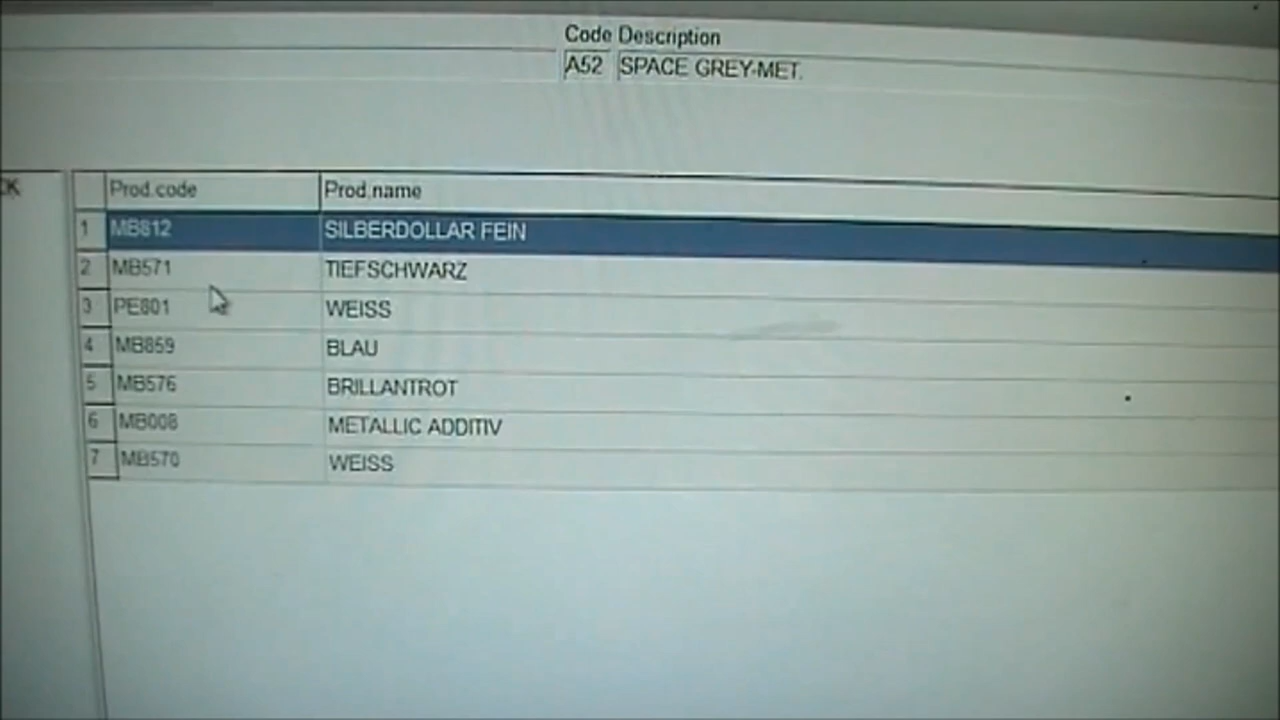 Code Description
A52 SPACE GREY-MET.
Prod.code Prod.name
1 MB812 SILBERDOLLAR FEIN
2 MB571 TIEFSCHWARZ
3 PE801 WEISS
4 MB859 BLAU
5 MB576 BRILLANTROT
6 MB008 METALLIC ADDITIV
7 MB570 WEISS